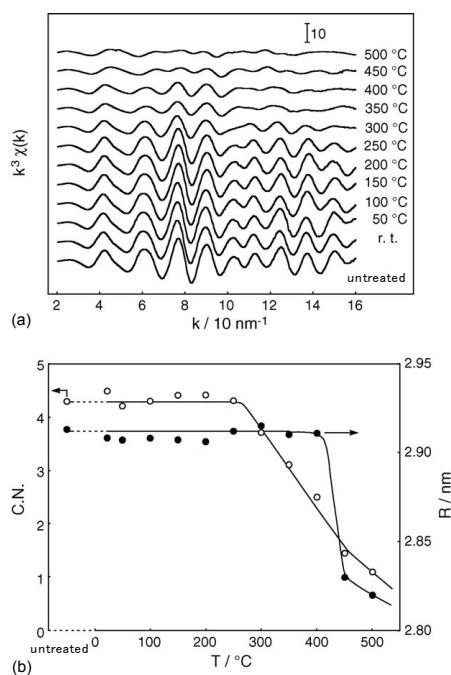 10
500 °C
450 °C
400 °C
350 °C
300 °C
250 °C
200 °C
150 °C
100 °C
50 °C
r. t.
untreated
k³ χ(k)
2 4 6 8 10 12 14 16
k / 10 nm⁻¹
(a)
5 4 3 2 1 0
C.N.
2.95 2.90 2.85 2.80
R / nm
untreated 0 100 200 300 400 500
T / °C
(b)